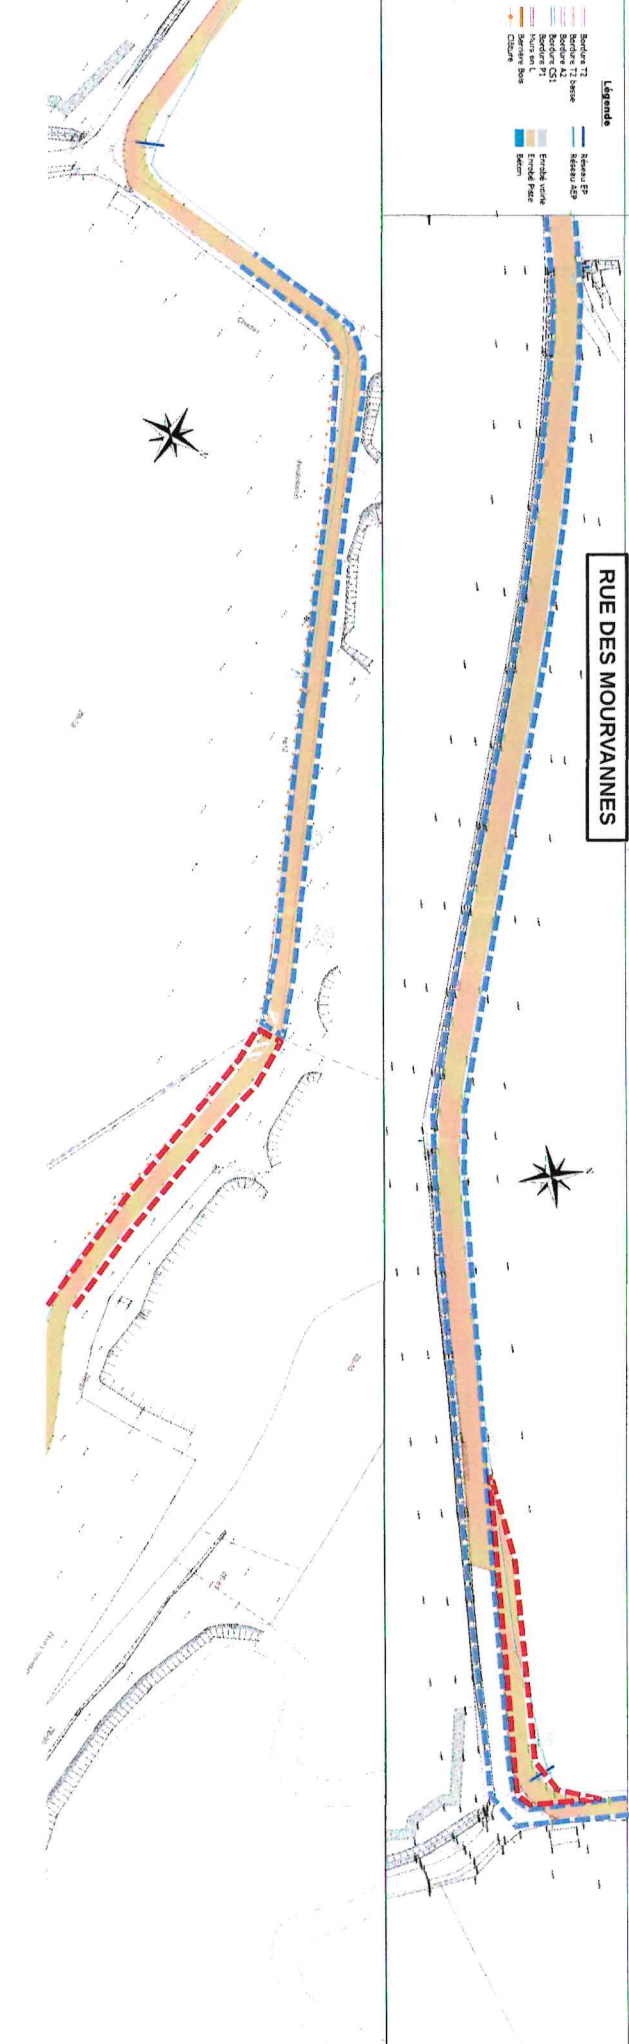 Légende
Bordure T2
Bordure T2 basse
Bordure A2
Bordure CS1
Bordure P1
Murs en L
Barrière Bois
Clôture
Réseau EP
Réseau AEP
Enrobé voirie
Enrobé Piste
Béton
RUE DES MOURVANNES